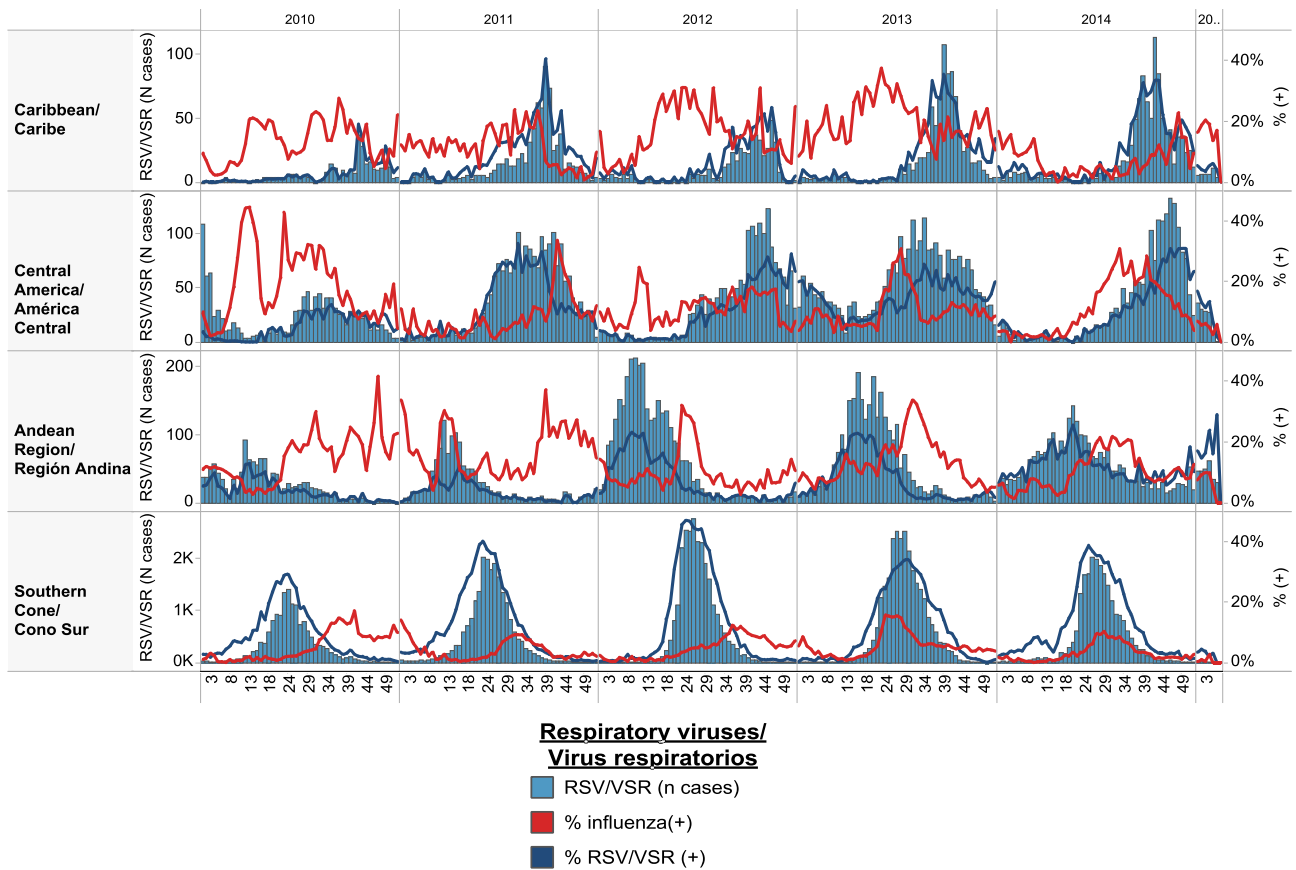 2010 2011 2012 2013 2014 20..
Caribbean/
Caribe
RSV/VSR (N cases)
100
50
0
40%
20%
0%
% (+)
Central
America/
América
Central
RSV/VSR (N cases)
100
50
0
40%
20%
0%
% (+)
Andean
Region/
Región Andina
RSV/VSR (N cases)
200
100
0
40%
20%
0%
% (+)
Southern
Cone/
Cono Sur
RSV/VSR (N cases)
2K
1K
0K
40%
20%
0%
% (+)
3 8 13 18 24 29 34 39 44 49 3 8 13 18 24 29 34 39 44 49 3 8 13 18 24 29 34 39 44 49 3 8 13 18 24 29 34 39 44 49 3 8 13 18 24 29 34 39 44 49 3
Respiratory viruses/
Virus respiratorios
RSV/VSR (n cases)
% influenza(+)
% RSV/VSR (+)